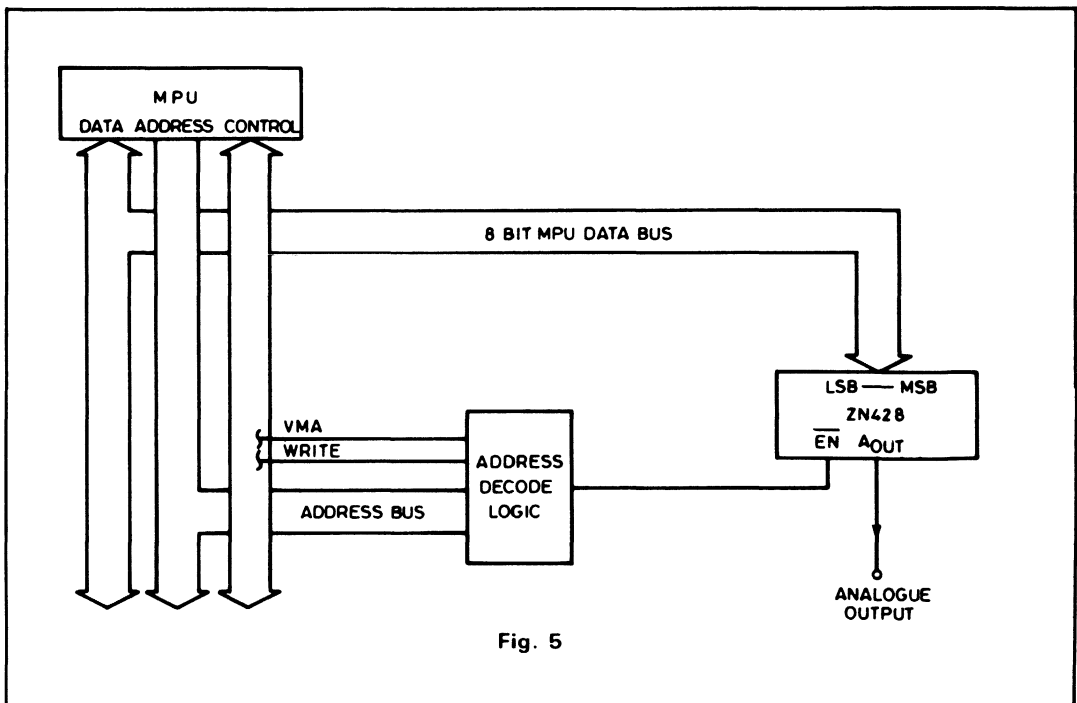 MPU
DATA ADDRESS CONTROL
8 BIT MPU DATA BUS
LSB — MSB
ZN428
EN AOUT
VMA
WRITE
ADDRESS
DECODE
LOGIC
ADDRESS BUS
ANALOGUE
OUTPUT
Fig. 5